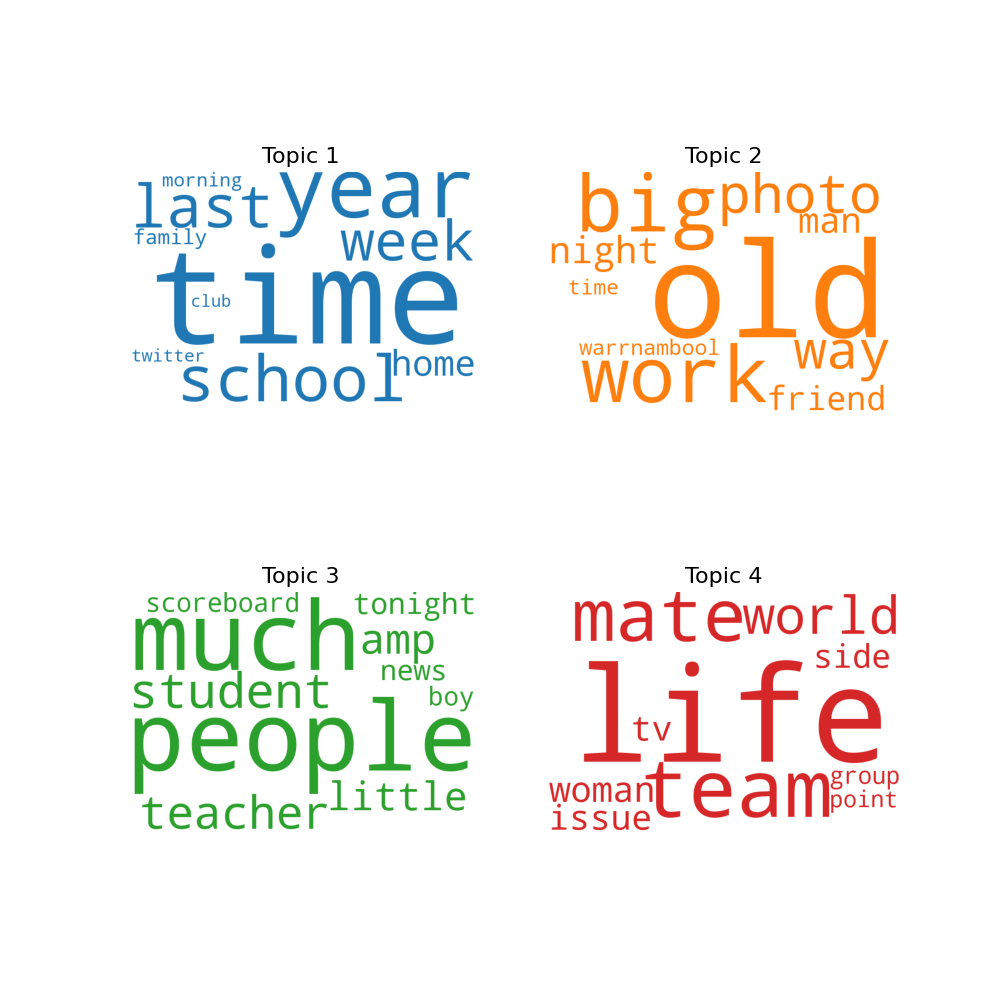 Topic 1
morning
year
last
family
week
time
club
twitter
school
home
Topic 2
big
photo
man
night
old
time
warrnambool
way
work
friend
Topic 3
scoreboard
tonight
much
amp
news
student
boy
people
little
teacher
Topic 4
mate
world
side
life
tv
woman
team
group
point
issue